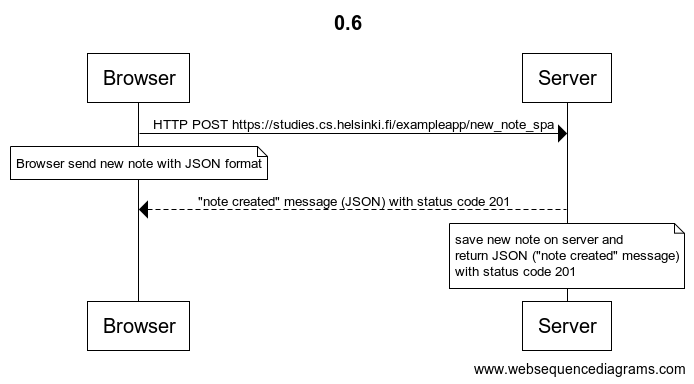 0.6
Browser
Server
HTTP POST https://studies.cs.helsinki.fi/exampleapp/new_note_spa
Browser send new note with JSON format
"note created" message (JSON) with status code 201
save new note on server and
return JSON ("note created" message)
with status code 201
Browser
Server
www.websequencediagrams.com